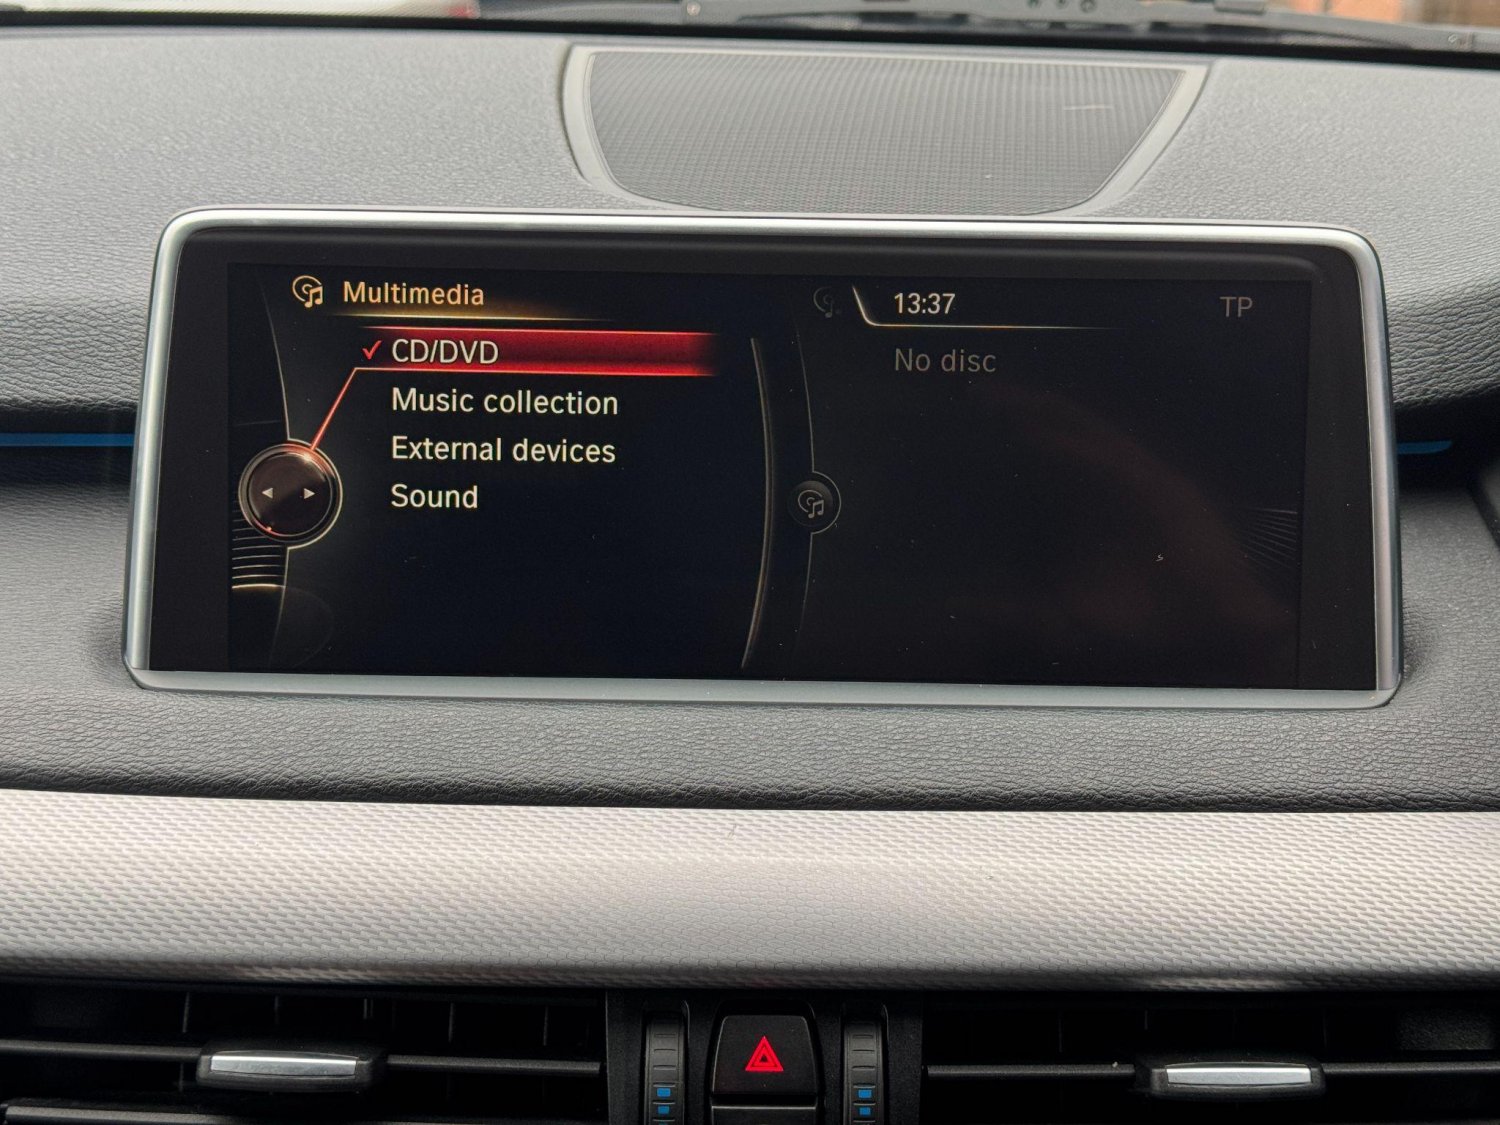 Multimedia
CD/DVD
Music collection
External devices
Sound
13:37
TP
No disc